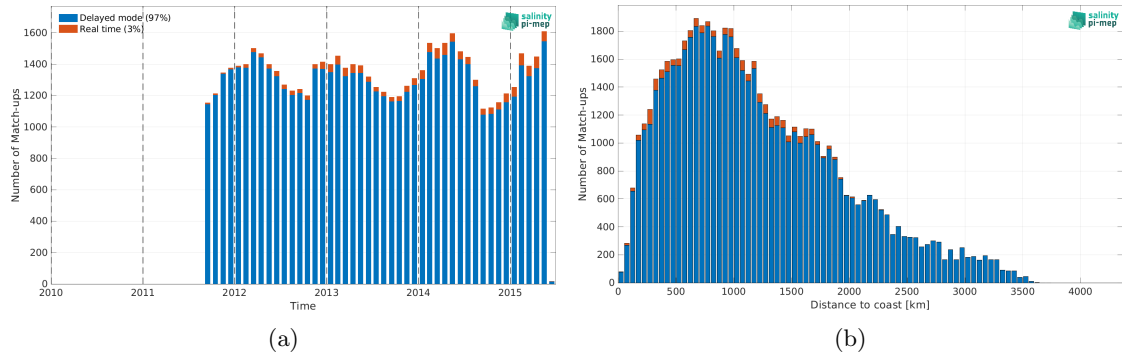 Delayed mode (97%)
Real time (3%)
salinity
pi-mep
Number of Match-ups
1600
1400
1200
1000
800
600
400
200
0
2010 2011 2012 2013 2014 2015
Time
(a)
salinity
pi-mep
Number of Match-ups
1800
1600
1400
1200
1000
800
600
400
200
0
0 500 1000 1500 2000 2500 3000 3500 4000
Distance to coast [km]
(b)